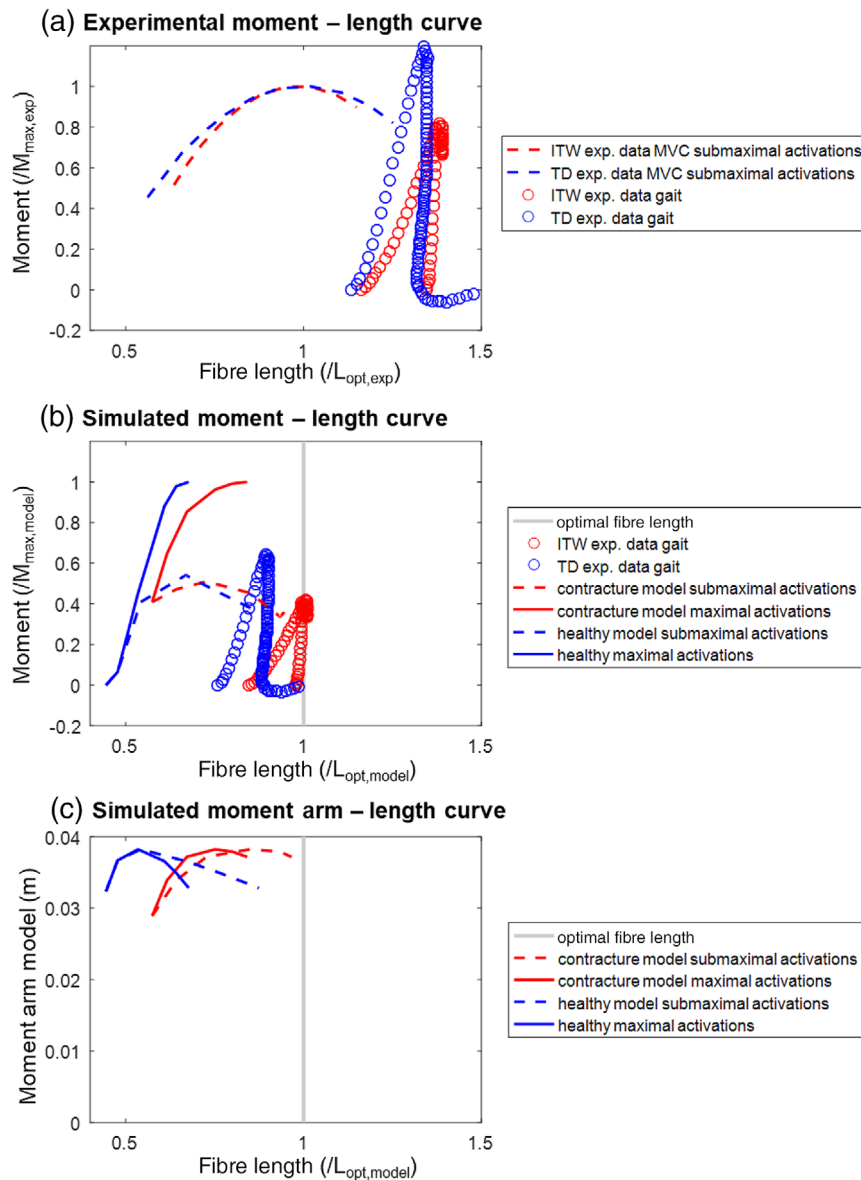 (a) Experimental moment – length curve
Moment (/Mmax,exp)
1
0.8
0.6
0.4
0.2
0
-0.2
0.5
1
1.5
Fibre length (/Lopt,exp)
ITW exp. data MVC submaximal activations
TD exp. data MVC submaximal activations
ITW exp. data gait
TD exp. data gait
(b) Simulated moment – length curve
Moment (/Mmax,model)
1
0.8
0.6
0.4
0.2
0
-0.2
0.5
1
1.5
Fibre length (/Lopt,model)
optimal fibre length
ITW exp. data gait
TD exp. data gait
contracture model submaximal activations
contracture model maximal activations
healthy model submaximal activations
healthy maximal activations
(c) Simulated moment arm – length curve
Moment arm model (m)
0.04
0.03
0.02
0.01
0
0.5
1
1.5
Fibre length (/Lopt,model)
optimal fibre length
contracture model submaximal activations
contracture model maximal activations
healthy model submaximal activations
healthy maximal activations